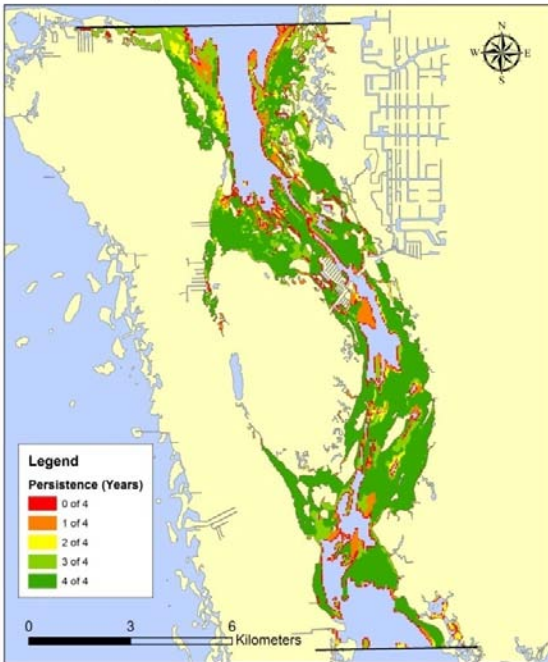 N
W E
S
Legend
Persistence (Years)
0 of 4
1 of 4
2 of 4
3 of 4
4 of 4
0 3 6
Kilometers